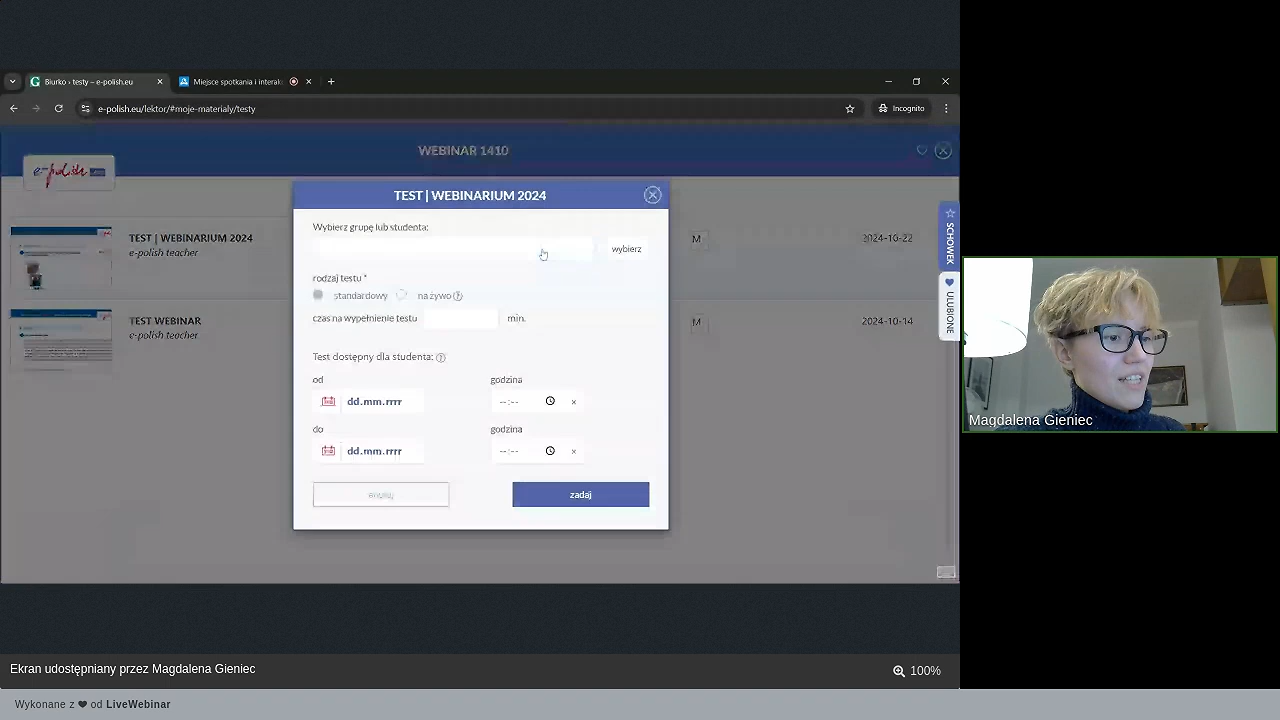 Biurko › testy – e-polish.eu
Miejsce spotkania i interak
e-polish.eu/lektor/#moje-materialy/testy
Incognito
e-polish
WEBINAR 1410
TEST | WEBINARIUM 2024
Wybierz grupę lub studenta:
wybierz
rodzaj testu *
standardowy
na żywo
czas na wypełnienie testu
min.
Test dostępny dla studenta:
od
godzina
dd.mm.rrrr
--:--
do
godzina
dd.mm.rrrr
--:--
anuluj
zadaj
TEST | WEBINARIUM 2024
e-polish teacher
M
2024-10-22
TEST WEBINAR
e-polish teacher
M
2024-10-14
SCHOWEK
ULUBIONE
Magdalena Gieniec
Ekran udostępniany przez Magdalena Gieniec
100%
Wykonane z ❤ od LiveWebinar